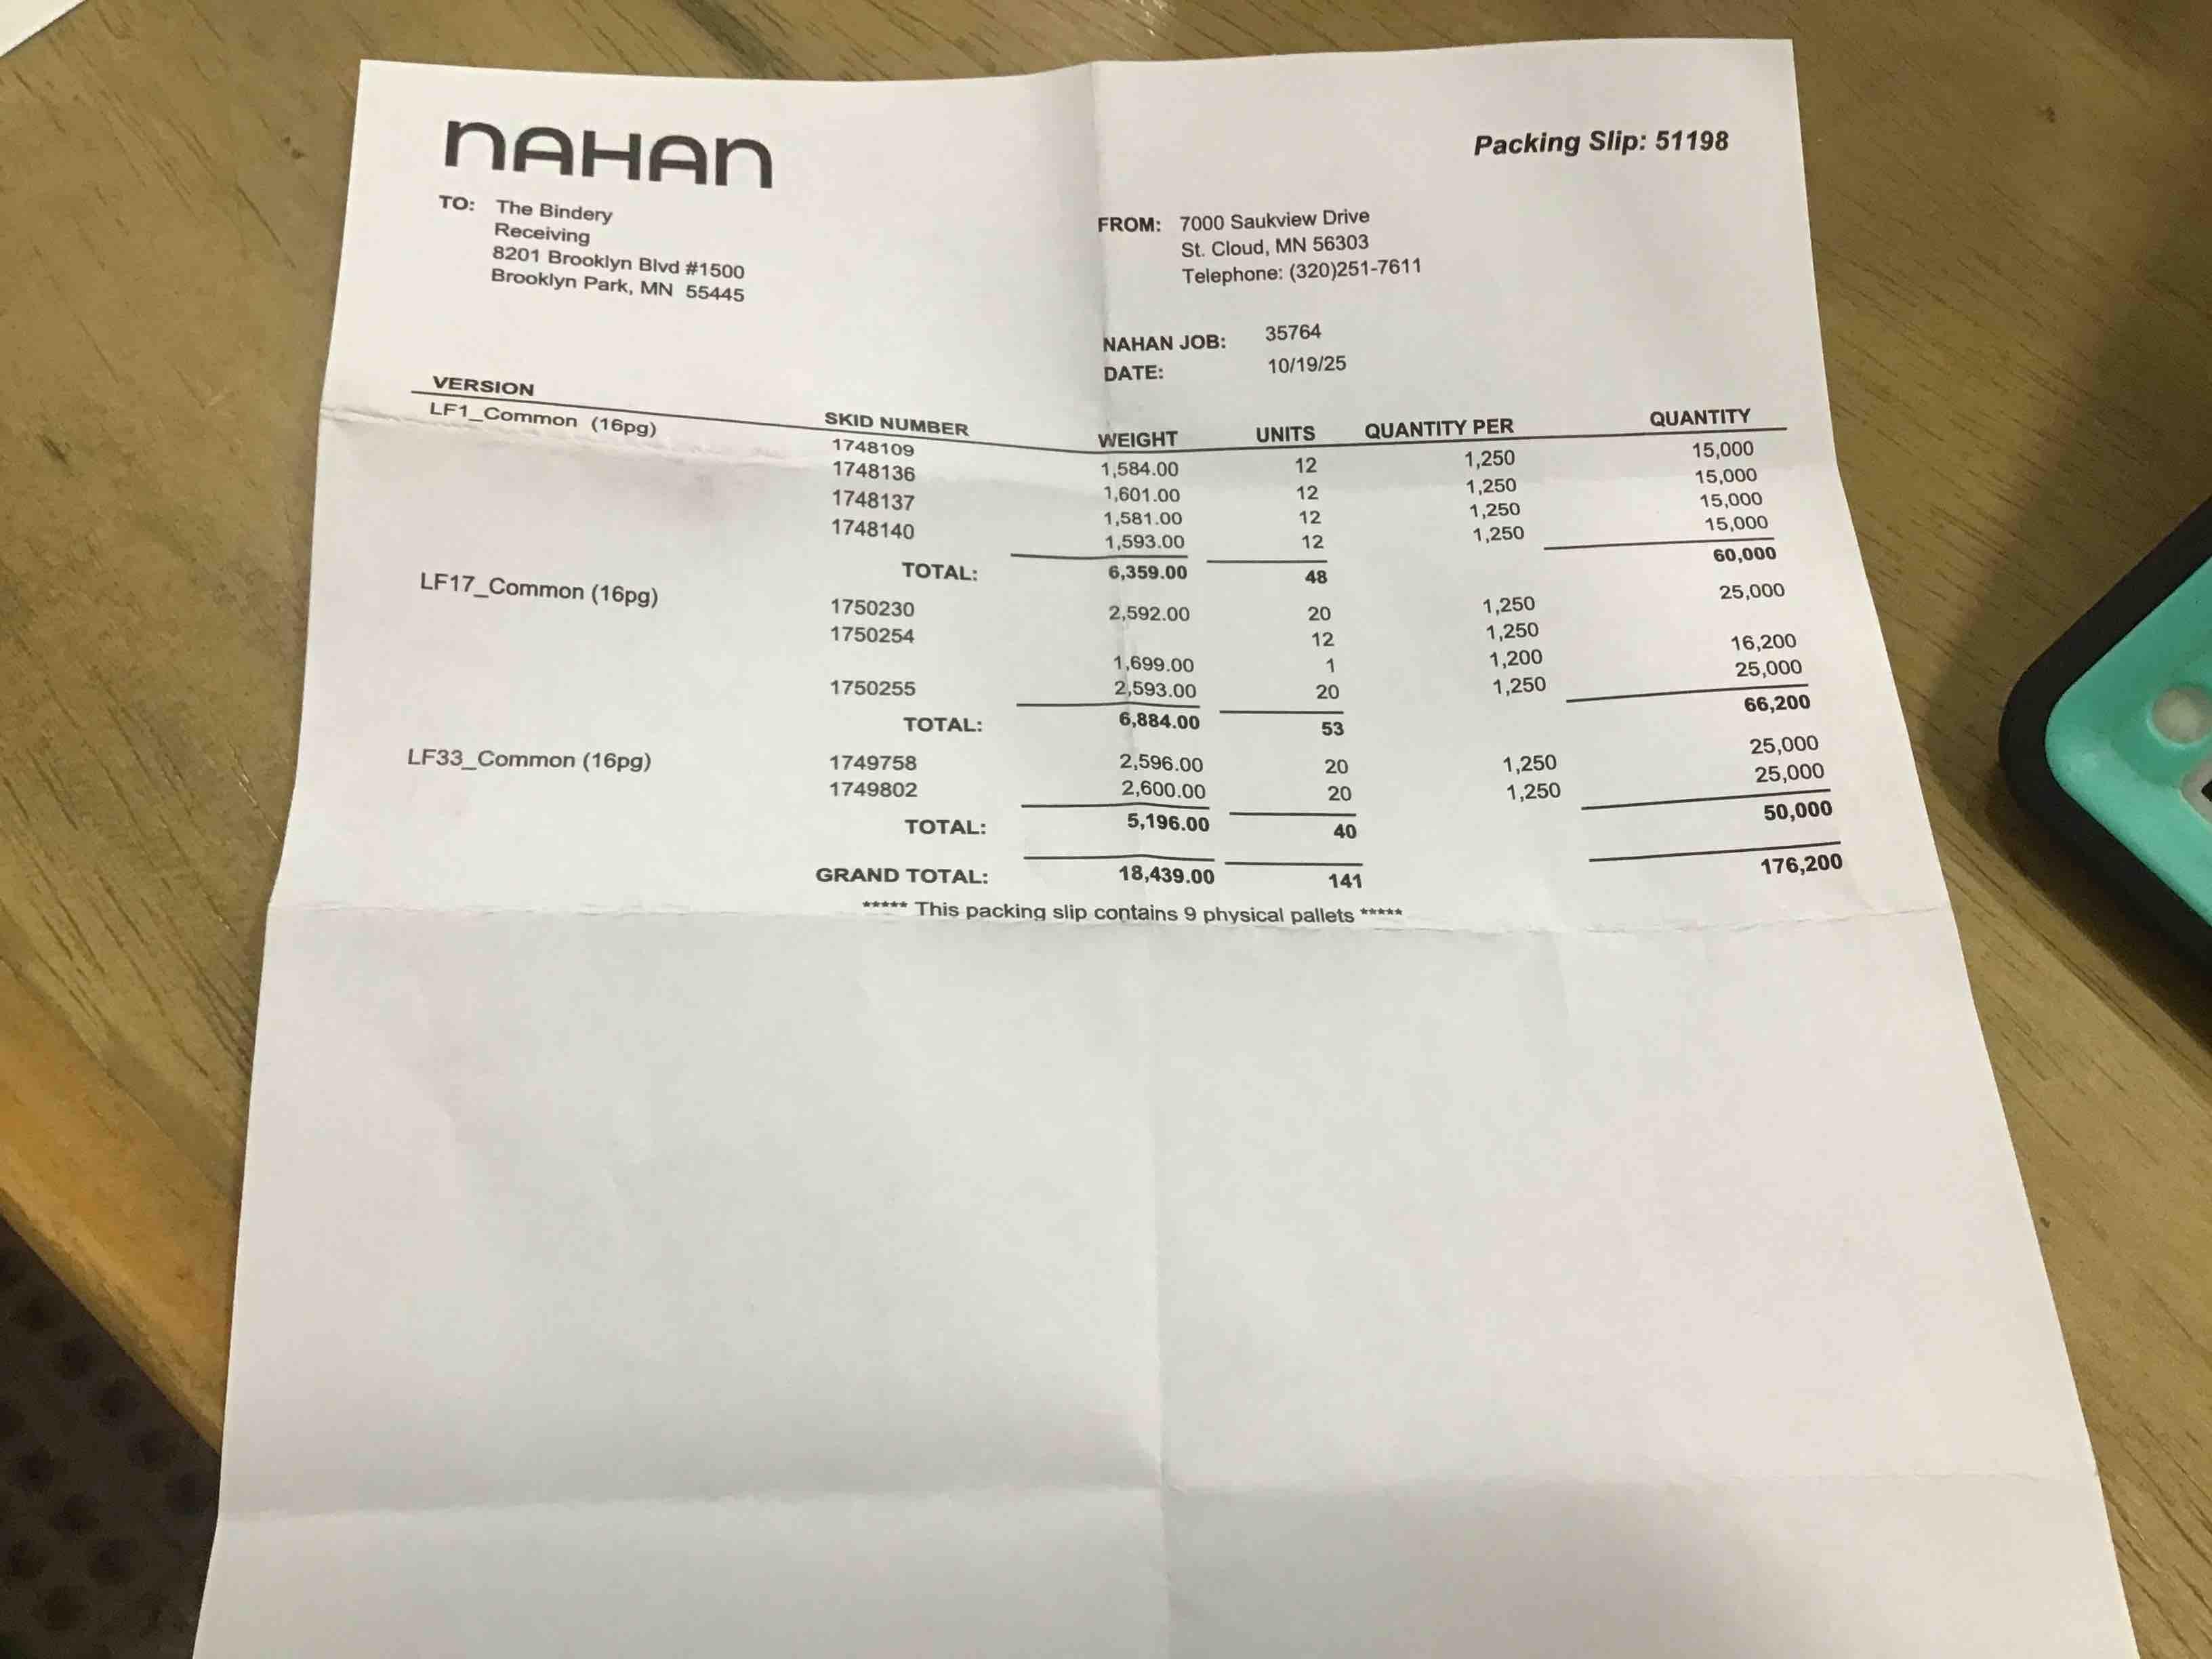 NAHAN
Packing Slip: 51198
TO: The Bindery
Receiving
8201 Brooklyn Blvd #1500
Brooklyn Park, MN 55445
FROM: 7000 Saukview Drive
St. Cloud, MN 56303
Telephone: (320)251-7611
NAHAN JOB: 35764
DATE: 10/19/25
VERSION SKID NUMBER WEIGHT UNITS QUANTITY PER QUANTITY
LF1_Common (16pg) 1748109 1,584.00 12 1,250 15,000
1748136 1,601.00 12 1,250 15,000
1748137 1,581.00 12 1,250 15,000
1748140 1,593.00 12 1,250 15,000
TOTAL: 6,359.00 48 60,000
LF17_Common (16pg) 1750230 2,592.00 20 1,250 25,000
1750254 12 1,250
1,699.00 1 1,200 16,200
1750255 2,593.00 20 1,250 25,000
TOTAL: 6,884.00 53 66,200
LF33_Common (16pg) 1749758 2,596.00 20 1,250 25,000
1749802 2,600.00 20 1,250 25,000
TOTAL: 5,196.00 40 50,000
GRAND TOTAL: 18,439.00 141 176,200
***** This packing slip contains 9 physical pallets *****